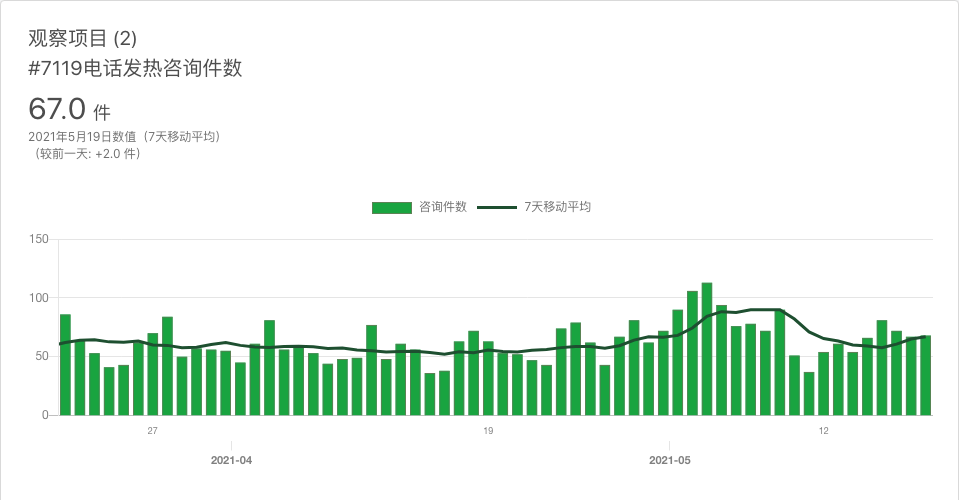 观察项目 (2)
#7119电话发热咨询件数
67.0 件
2021年5月19日数值（7天移动平均）
（较前一天: +2.0 件）
咨询件数 7天移动平均
150
100
50
0
27 19 12
2021-04 2021-05